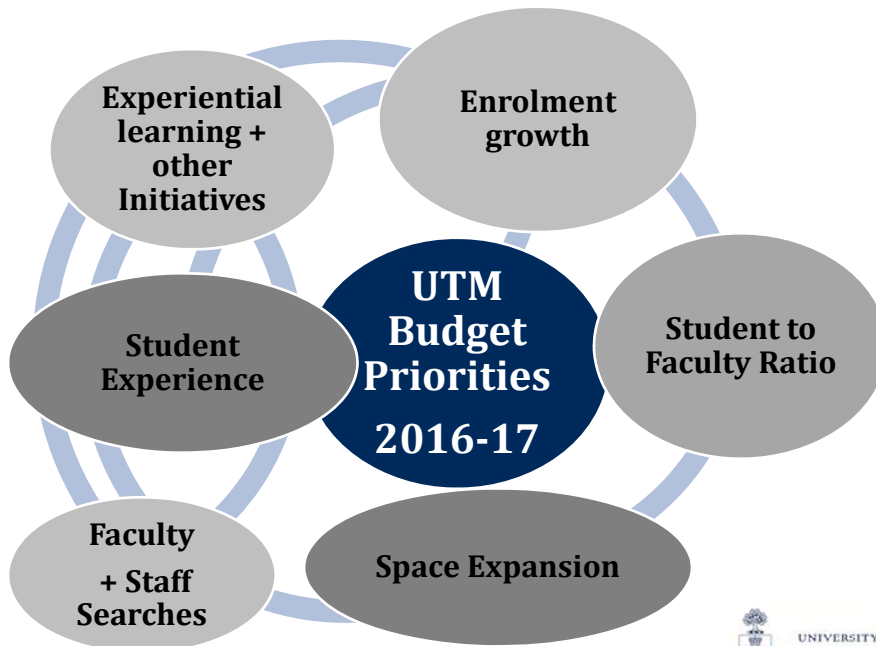 Experiential
learning +
other
Initiatives
Enrolment
growth
UTM
Budget
Priorities
2016-17
Student to
Faculty Ratio
Student
Experience
Faculty
+ Staff
Searches
Space Expansion
UNIVERSITY